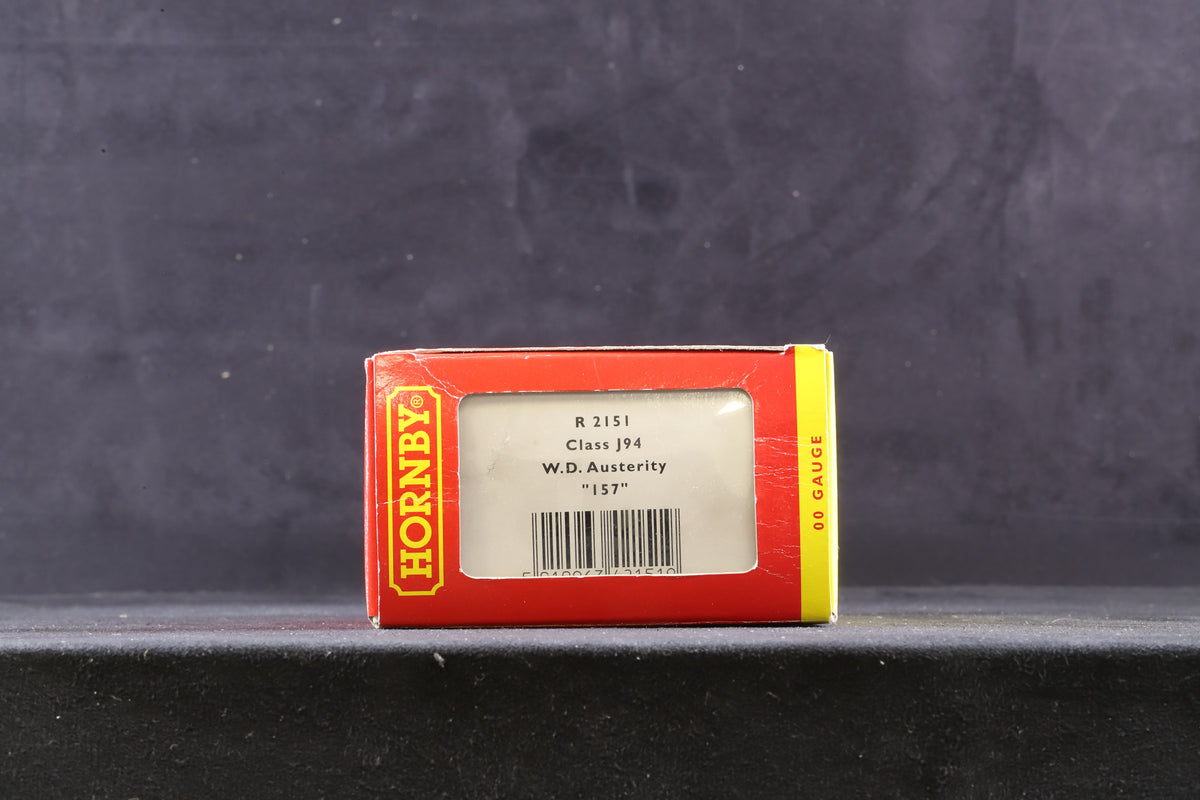 HORNBY®
R 2151
Class J94
W.D. Austerity
"157"
00 GAUGE